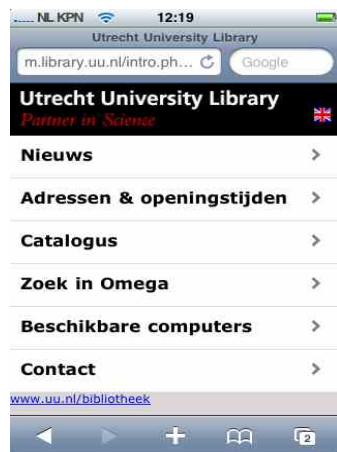 ..... NL KPN 12:19
Utrecht University Library
m.library.uu.nl/intro.ph... Google
Utrecht University Library
Partner in Science
Nieuws
Adressen & openingstijden
Catalogus
Zoek in Omega
Beschikbare computers
Contact
www.uu.nl/bibliotheek
2